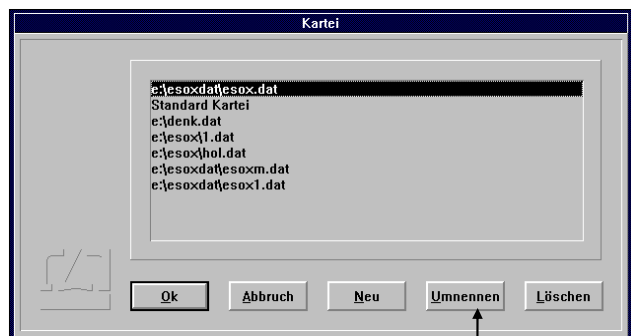 Kartei
e:\esoxdat\esox.dat
Standard Kartei
e:\denk.dat
e:\esox\1.dat
e:\esox\hol.dat
e:\esoxdat\esoxm.dat
e:\esoxdat\esox1.dat
Ok Abbruch Neu Umnennen Löschen